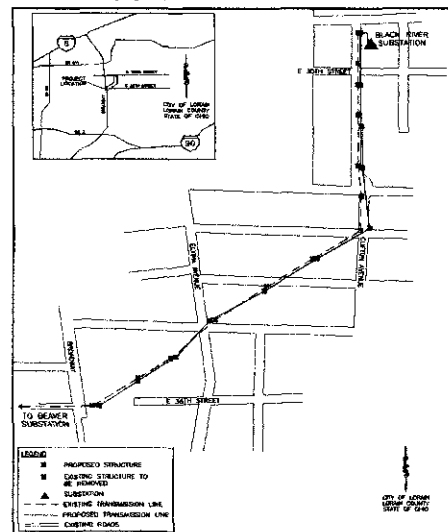 BLACK RIVER
SUBSTATION
E 30TH STREET
PROJECT
LOCATION
CITY OF LORAIN
LORAIN COUNTY
STATE OF OHIO
90
CLIFTON AVENUE
BROADWAY
E 36TH STREET
TO BEAVER
SUBSTATION
LEGEND
PROPOSED STRUCTURE
EXISTING STRUCTURE TO
BE REMOVED
SUBSTATION
EXISTING TRANSMISSION LINE
PROPOSED TRANSMISSION LINE
EXISTING ROADS
CITY OF LORAIN
LORAIN COUNTY
STATE OF OHIO